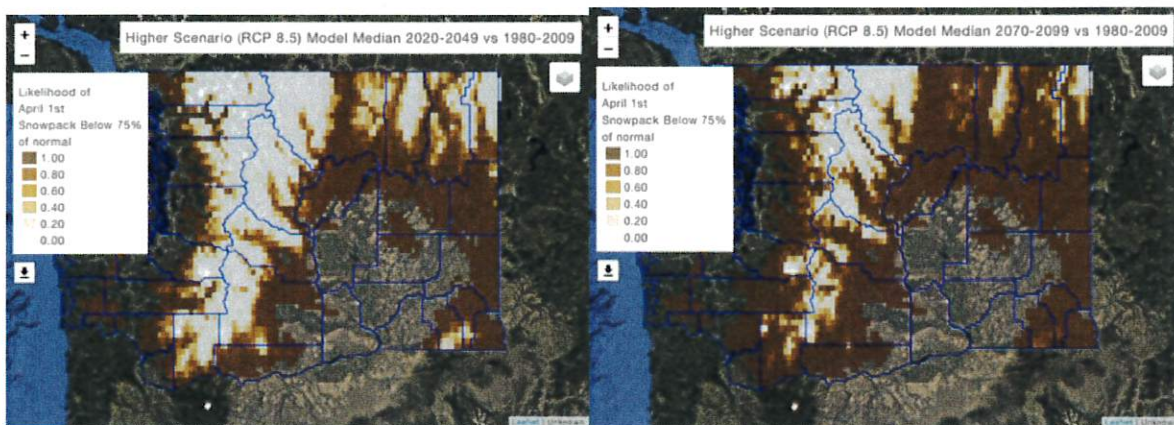 +
−
Higher Scenario (RCP 8.5) Model Median 2020-2049 vs 1980-2009
Likelihood of
April 1st
Snowpack Below 75%
of normal
1.00
0.80
0.60
0.40
0.20
0.00
Leaflet |
+
−
Higher Scenario (RCP 8.5) Model Median 2070-2099 vs 1980-2009
Likelihood of
April 1st
Snowpack Below 75%
of normal
1.00
0.80
0.60
0.40
0.20
0.00
Leaflet | Unknown